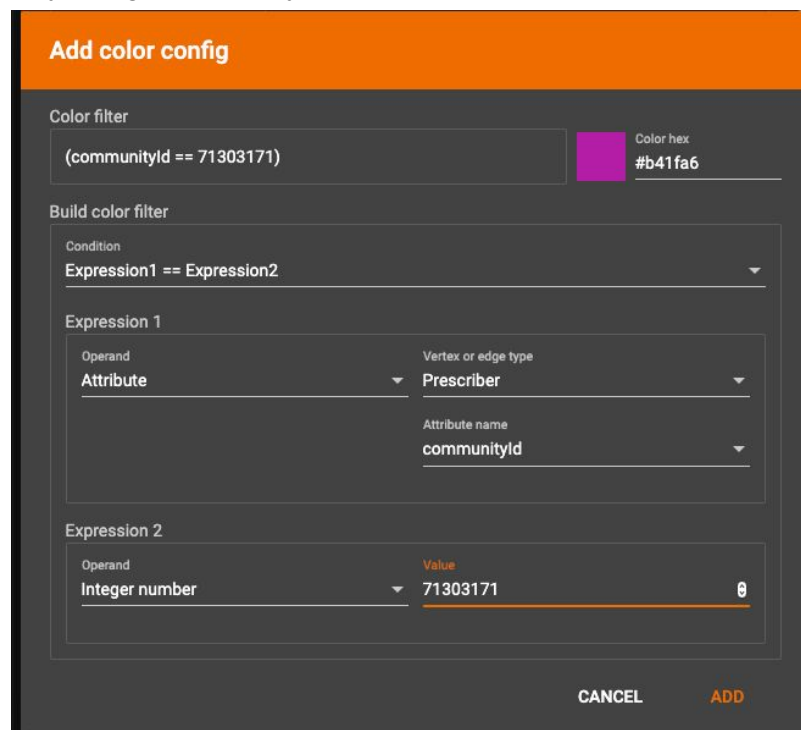 Add color config
Color filter
(communityId == 71303171)
Color hex
#b41fa6
Build color filter
Condition
Expression1 == Expression2
Expression 1
Operand
Attribute
Vertex or edge type
Prescriber
Attribute name
communityId
Expression 2
Operand
Integer number
Value
71303171
CANCEL
ADD